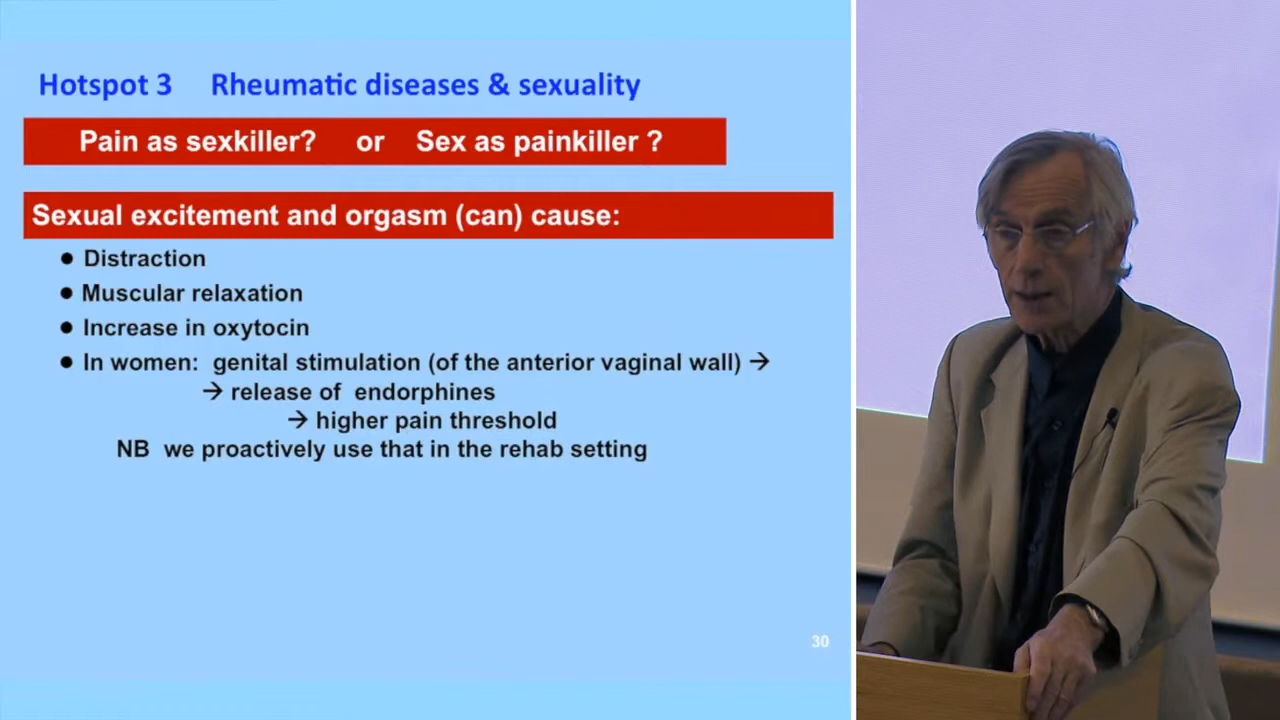 Hotspot 3 Rheumatic diseases & sexuality
Pain as sexkiller? or Sex as painkiller ?
Sexual excitement and orgasm (can) cause:
● Distraction
● Muscular relaxation
● Increase in oxytocin
● In women: genital stimulation (of the anterior vaginal wall) →
→ release of endorphines
→ higher pain threshold
NB we proactively use that in the rehab setting
30